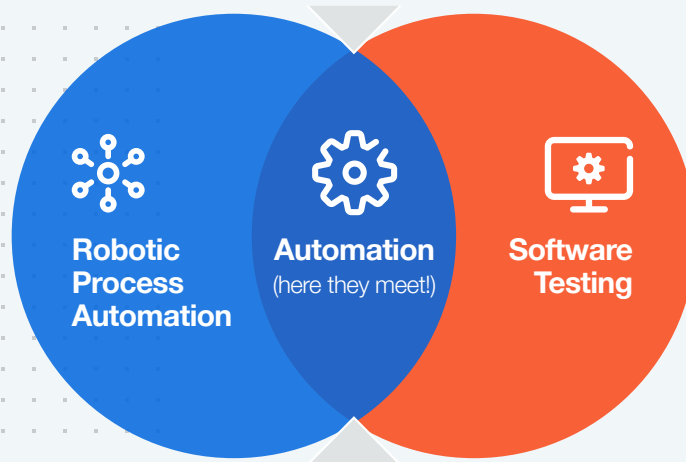 Robotic
Process
Automation
Automation
(here they meet!)
Software
Testing